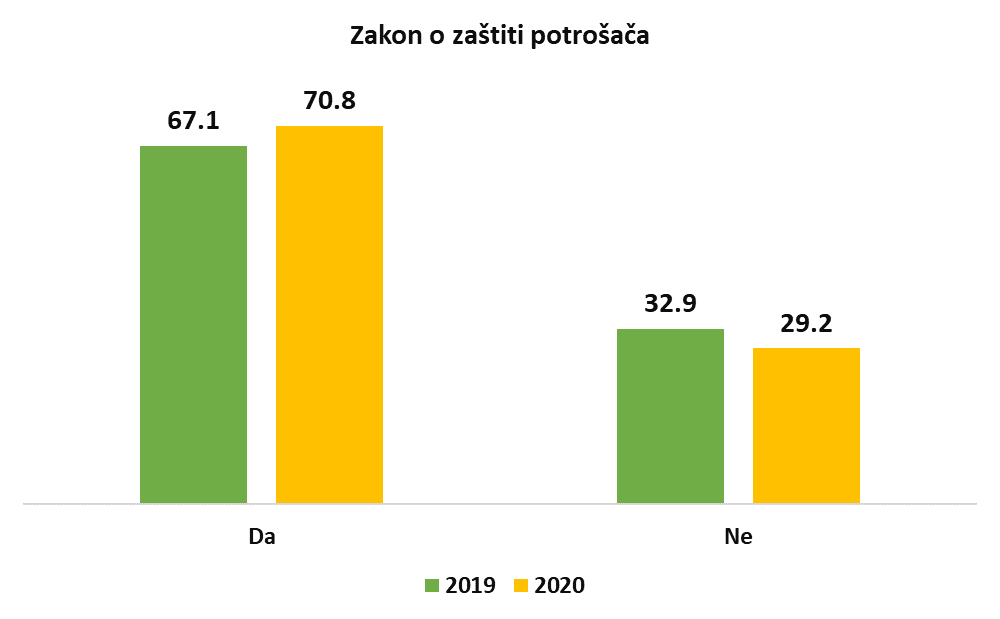 Zakon o zaštiti potrošača
67.1
70.8
32.9
29.2
Da
Ne
2019 2020